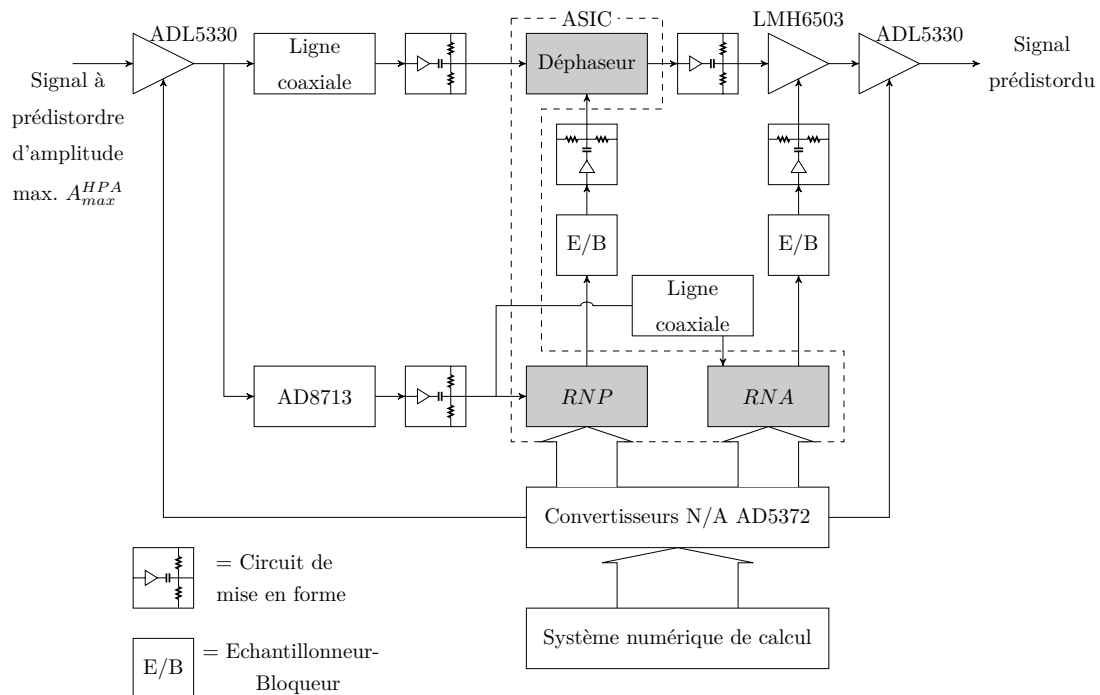 ASIC
ADL5330
LMH6503
ADL5330
Signal à
prédistordre
d'amplitude
max. A_{max}^{HPA}
Ligne
coaxiale
Déphaseur
Signal
prédistordu
E/B
E/B
Ligne
coaxiale
AD8713
RNP
RNA
Convertisseurs N/A AD5372
= Circuit de
mise en forme
Système numérique de calcul
E/B
= Echantillonneur-
Bloqueur